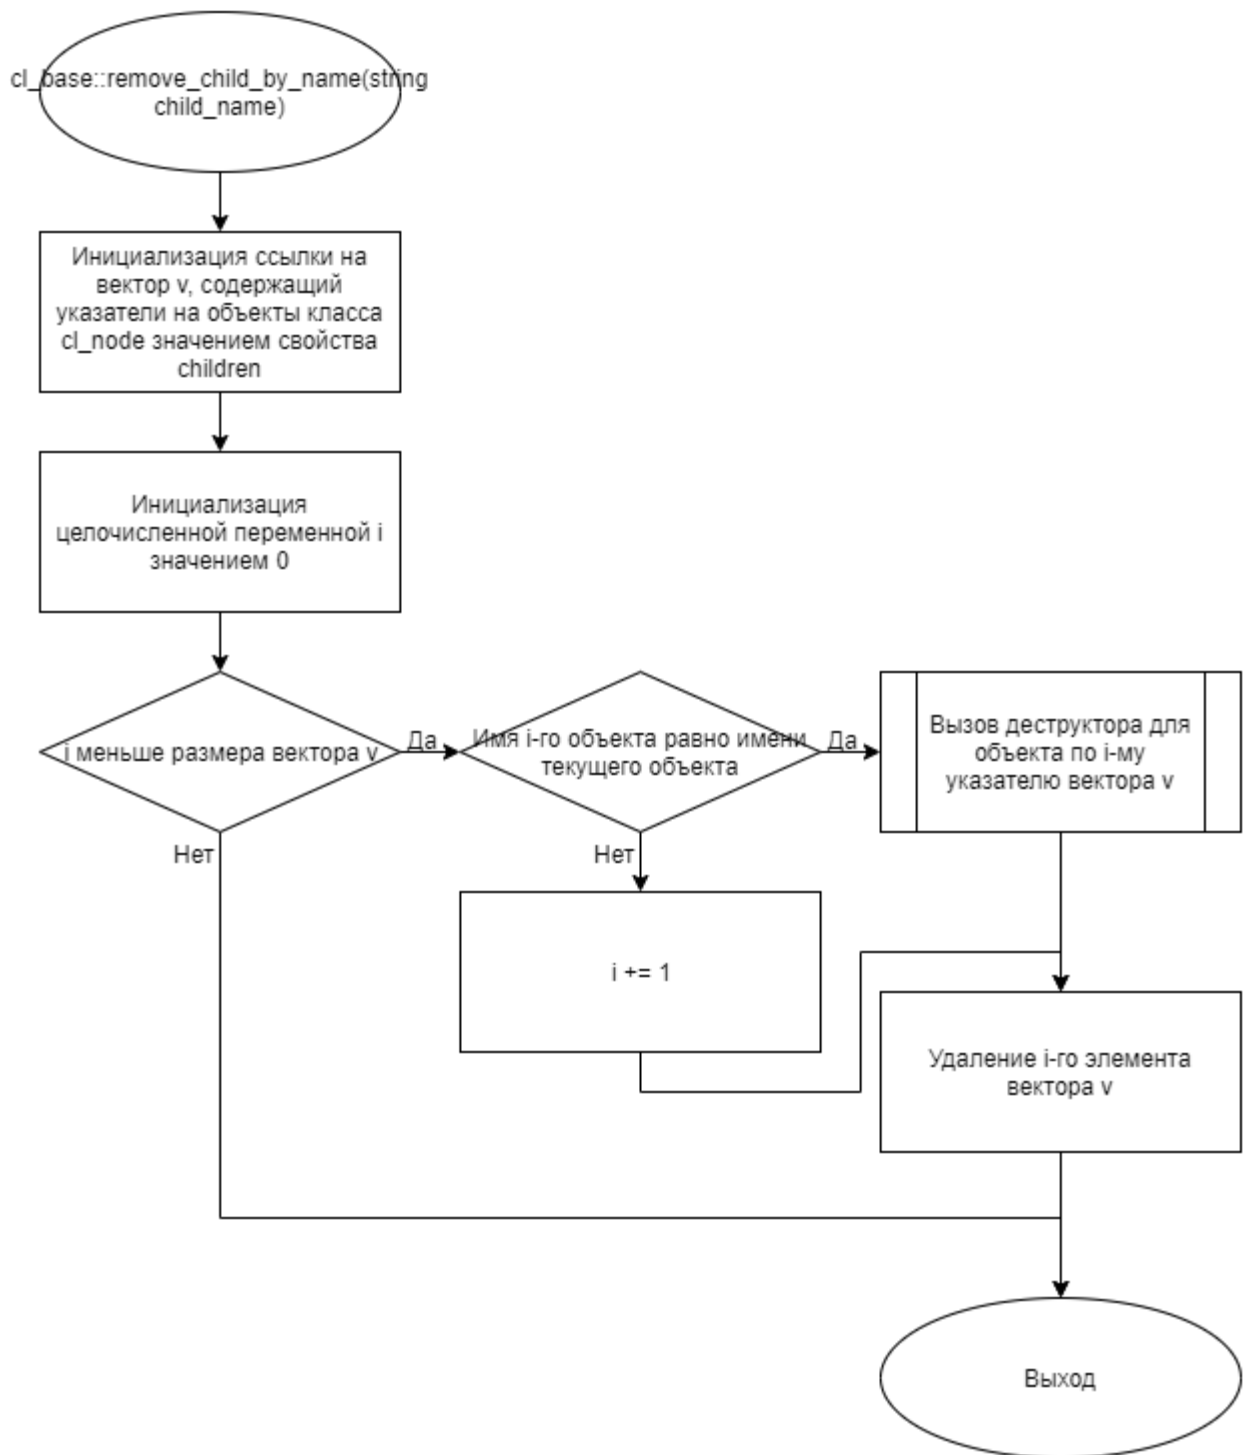 cl_base::remove_child_by_name(string
child_name)
Инициализация ссылки на
вектор v, содержащий
указатели на объекты класса
cl_node значением свойства
children
Инициализация
целочисленной переменной i
значением 0
i меньше размера вектора v
Да
Имя i-го объекта равно имени
текущего объекта
Да
Вызов деструктора для
объекта по i-му
указателю вектора v
Нет
Нет
i += 1
Удаление i-го элемента
вектора v
Выход